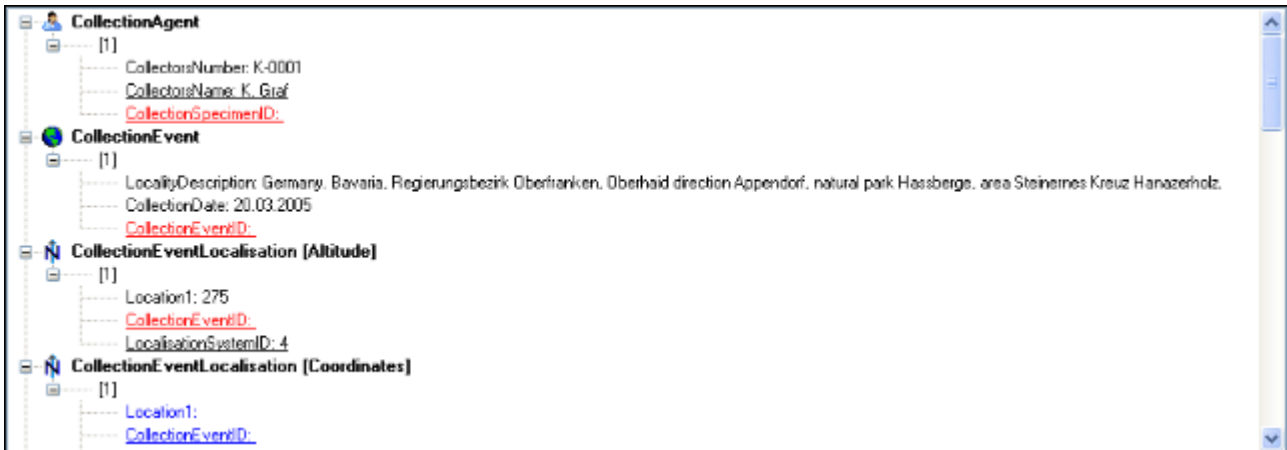 CollectionAgent
[1]
CollectorsNumber: K-0001
CollectorsName: K. Graf
CollectionSpecimenID:
CollectionEvent
[1]
LocalityDescription: Germany. Bavaria. Regierungsbezirk Oberfranken. Oberhaid direction Appendorf, natural park Hassberge, area Steinernes Kreuz Hanazerholz.
CollectionDate: 20.03.2005
CollectionEventID:
CollectionEventLocalisation [Altitude]
[1]
Location1: 275
CollectionEventID:
LocalisationSystemID: 4
CollectionEventLocalisation [Coordinates]
[1]
Location1:
CollectionEventID: